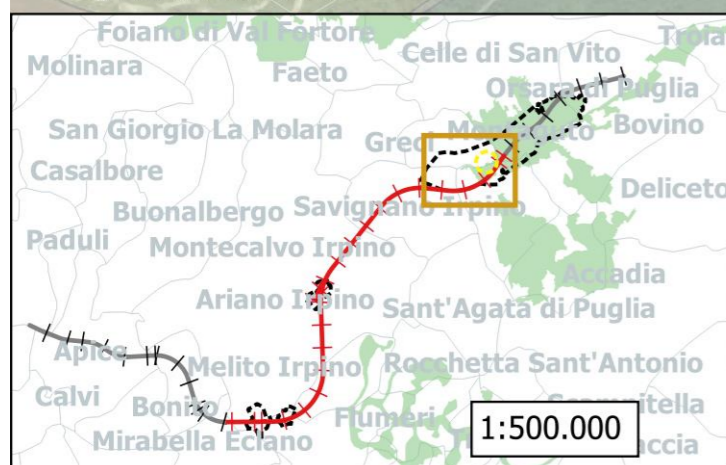 Foiano di Val Fortore
Celle di San Vito
Troia
Molinara
Faeto
Orsara di Puglia
San Giorgio La Molara
Greci
Bovino
Casalbore
Deliceto
Buonalbergo
Savignano Irpino
Paduli
Montecalvo Irpino
Accadia
Ariano Irpino
Sant'Agata di Puglia
Apice
Melito Irpino
Rocchetta Sant'Antonio
Calvi
Bonito
Flumeri
Mirabella Eclano
1:500.000